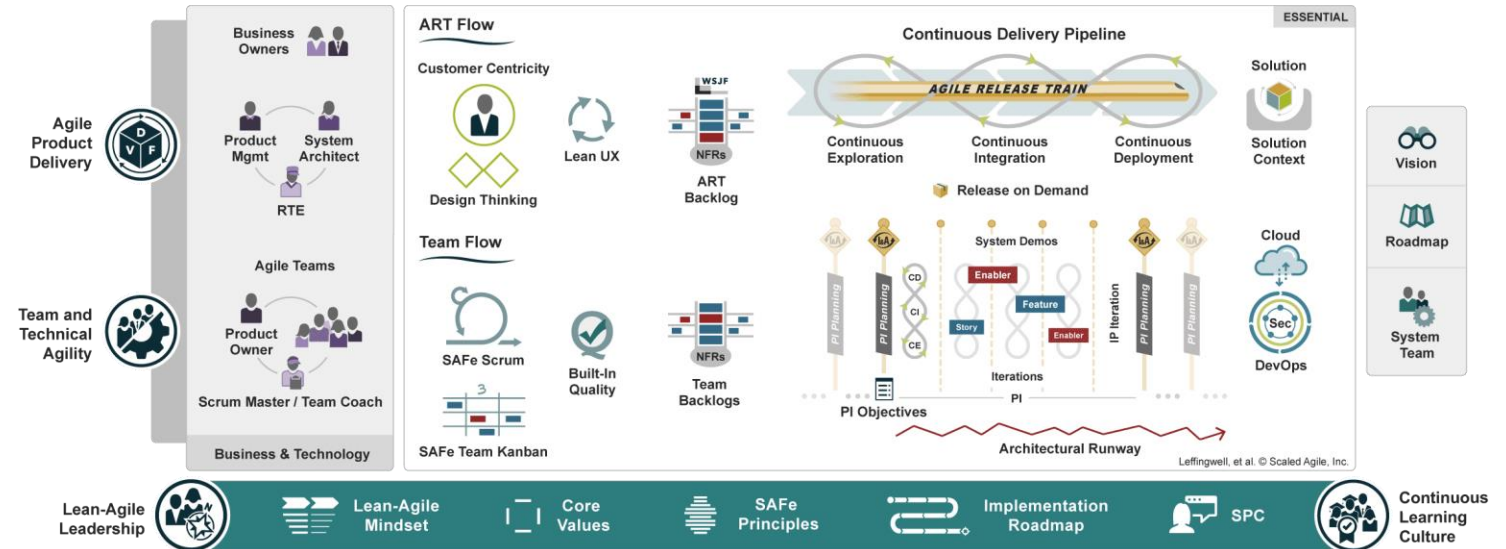 Agile
Product
Delivery
D
V
F
Team and
Technical
Agility
Business
Owners
Product
Mgmt
System
Architect
RTE
Agile Teams
Product
Owner
Scrum Master / Team Coach
Business & Technology
ESSENTIAL
ART Flow
Customer Centricity
Design Thinking
Lean UX
WSJF
NFRs
ART
Backlog
Continuous Delivery Pipeline
AGILE RELEASE TRAIN
Continuous
Exploration
Continuous
Integration
Continuous
Deployment
Release on Demand
Solution
Solution
Context
Team Flow
SAFe Scrum
3
SAFe Team Kanban
Built-In
Quality
NFRs
Team
Backlogs
I&A
I&A
I&A
I&A
PI Planning
PI Planning
PI Planning
PI Planning
CD
CI
CE
System Demos
Enabler
Feature
Story
Enabler
Iterations
IP Iteration
PI
PI Objectives
Architectural Runway
Cloud
Sec
DevOps
Leffingwell, et al. © Scaled Agile, Inc.
Vision
Roadmap
System
Team
Lean-Agile
Leadership
N
Lean-Agile
Mindset
Core
Values
SAFe
Principles
Implementation
Roadmap
SPC
Continuous
Learning
Culture